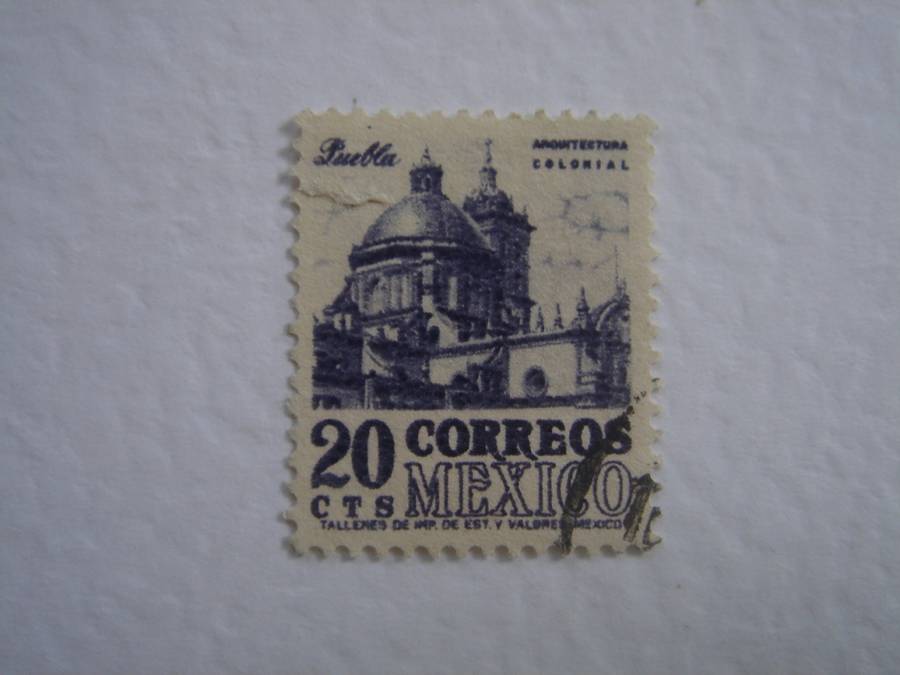 Puebla
ARQUITECTURA
COLONIAL
20 CORREOS
CTS MEXICO
TALLERES DE IMP. DE EST. Y VALORES-MEXICO